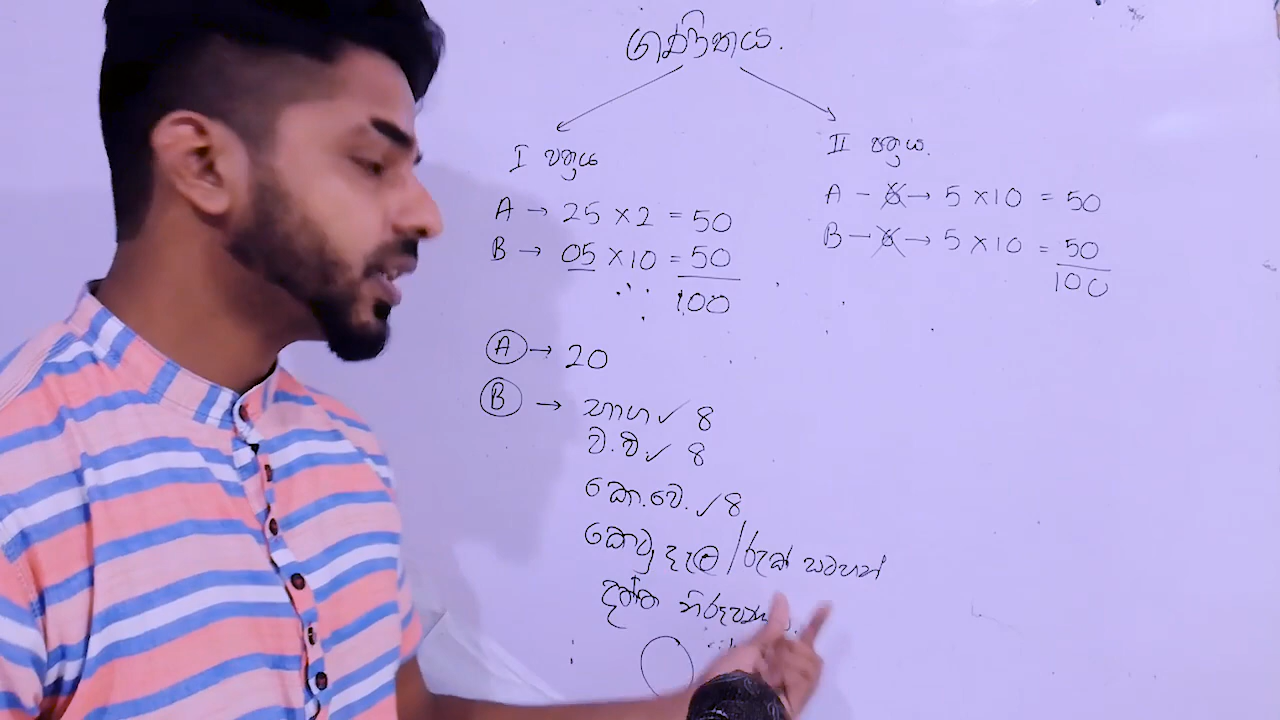 ගණිතය.
I පත්‍රය
A → 25 × 2 = 50
B → 05 × 10 = 50
100
II පත්‍රය.
A – 6 → 5 × 10 = 50
B – 6 → 5 × 10 = 50
100
A → 20
B → භාග ✓ 8
ව.ඵ ✓ 8
කො.වෙ. ✓ 8
කෙටු දැල / රුක් සටහන්
දත්ත නිරූපණය